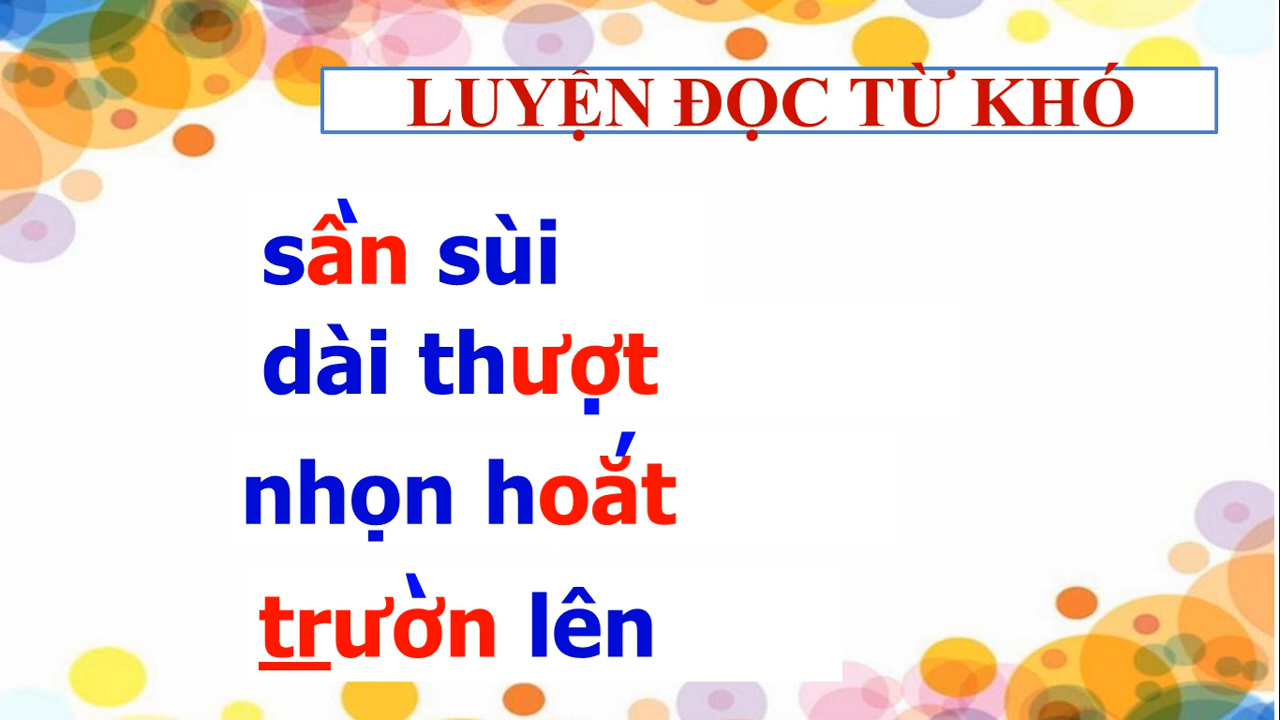 LUYỆN ĐỌC TỪ KHÓ
sần sùi
dài thượt
nhọn hoắt
trườn lên